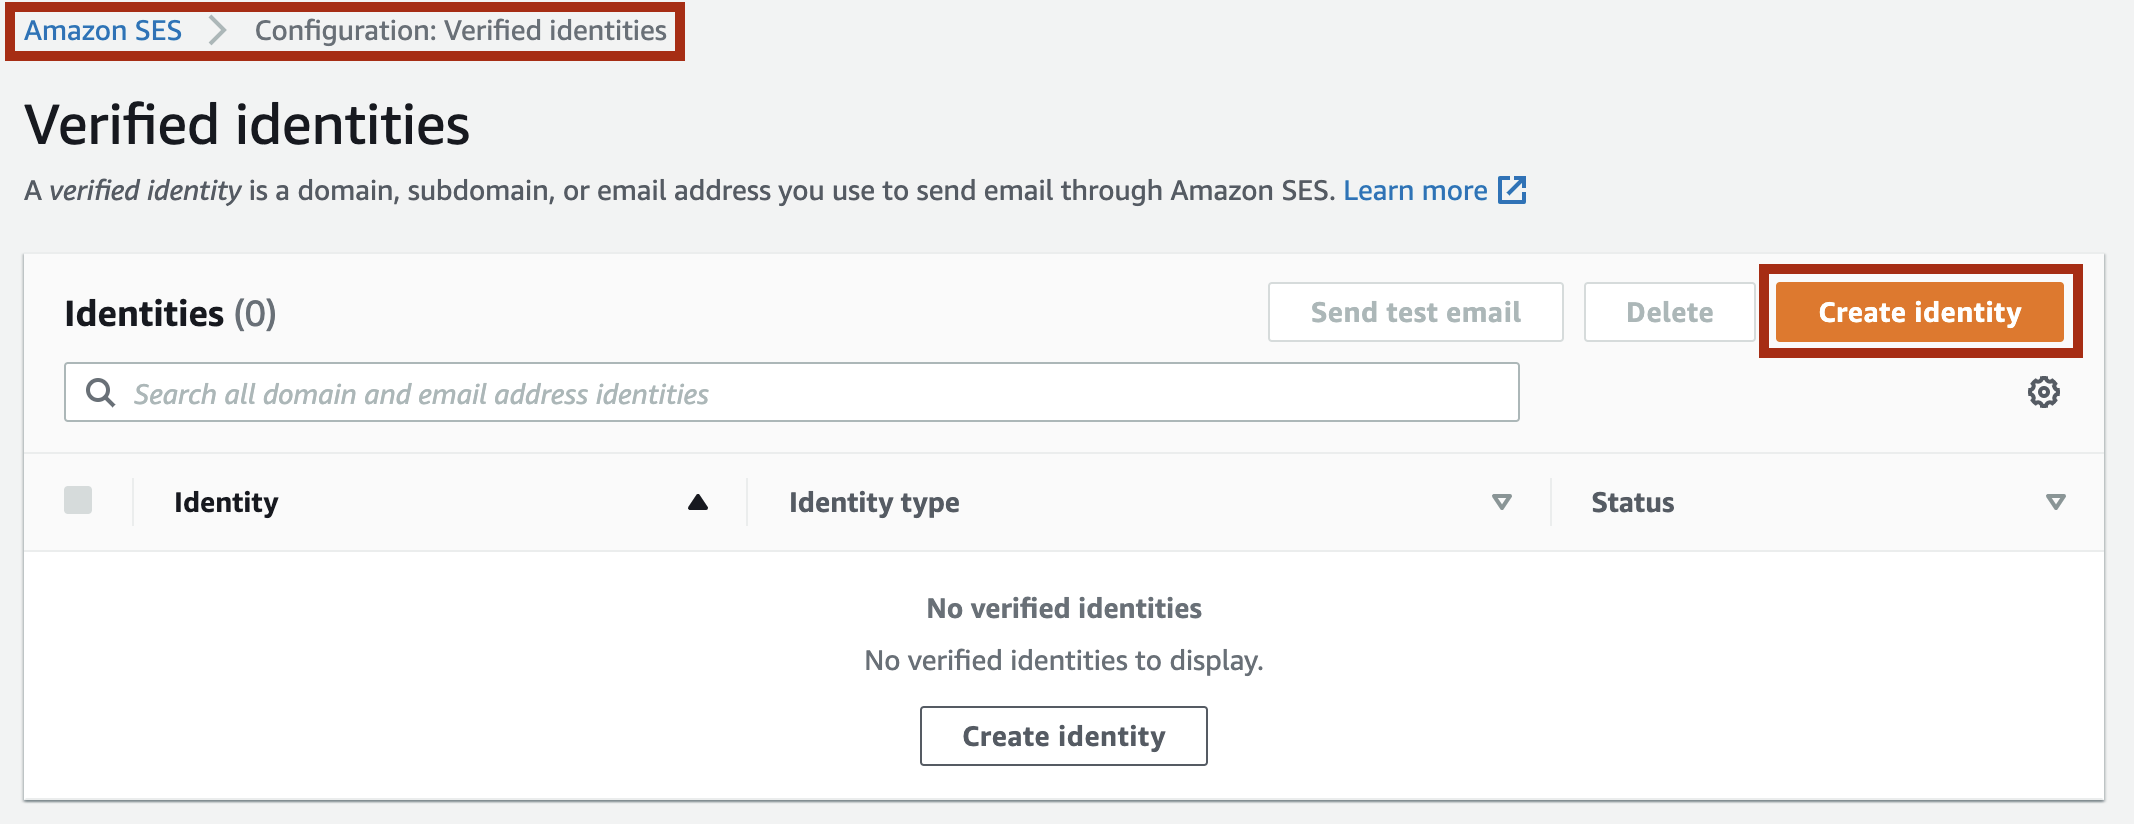 Amazon SES > Configuration: Verified identities
Verified identities
A verified identity is a domain, subdomain, or email address you use to send email through Amazon SES. Learn more
Identities (0)
Send test email
Delete
Create identity
Search all domain and email address identities
Identity
Identity type
Status
No verified identities
No verified identities to display.
Create identity